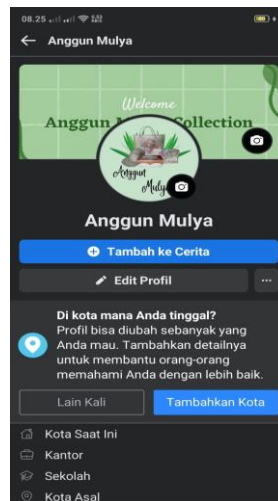 08.25
Anggun Mulya
Welcome
Anggun Collection
Anggun
Mulya
Anggun Mulya
Tambah ke Cerita
Edit Profil
Di kota mana Anda tinggal?
Profil bisa diubah sebanyak yang
Anda mau. Tambahkan detailnya
untuk membantu orang-orang
memahami Anda dengan lebih baik.
Lain Kali
Tambahkan Kota
Kota Saat Ini
Kantor
Sekolah
Kota Asal